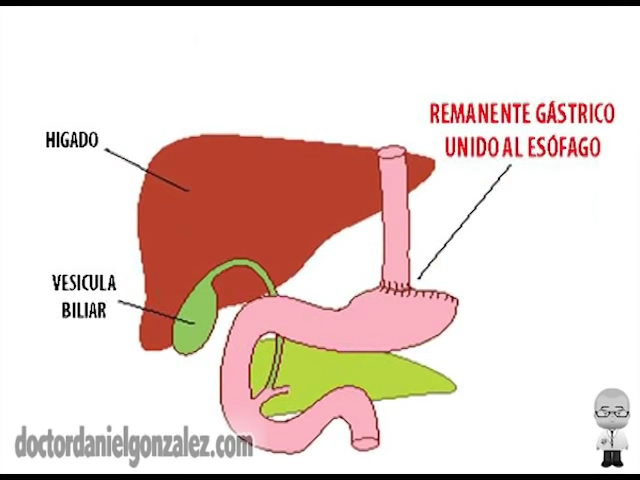 REMANENTE GÁSTRICO
UNIDO AL ESÓFAGO
HIGADO
VESICULA
BILIAR
doctordanielgonzalez.com